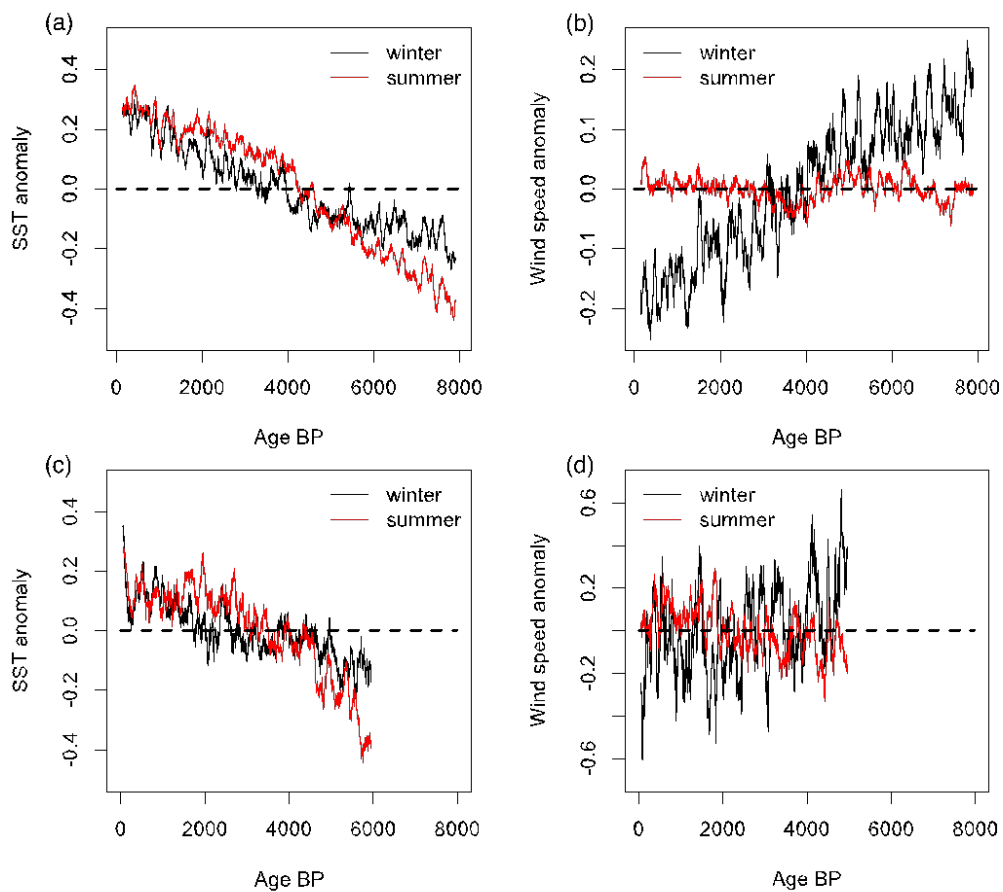 (a)
winter
summer
SST anomaly
0.4
0.2
0.0
-0.2
-0.4
0
2000
4000
6000
8000
Age BP
(b)
winter
summer
Wind speed anomaly
0.2
0.1
0.0
-0.1
-0.2
0
2000
4000
6000
8000
Age BP
(c)
winter
summer
SST anomaly
0.4
0.2
0.0
-0.2
-0.4
0
2000
4000
6000
8000
Age BP
(d)
winter
summer
Wind speed anomaly
0.6
0.2
-0.2
-0.6
0
2000
4000
6000
8000
Age BP